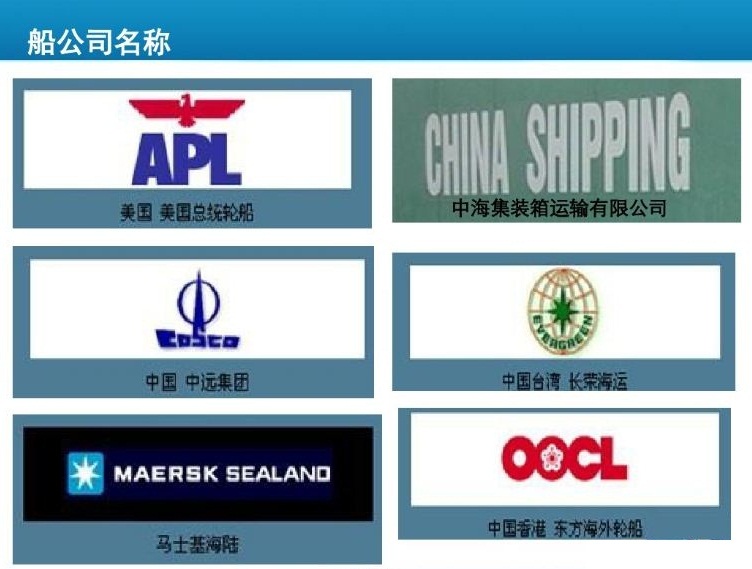 船公司名称
APL
美国 美国总统轮船
CHINA SHIPPING
中海集装箱运输有限公司
COSCO
中国 中远集团
EVERGREEN
中国台湾 长荣海运
MAERSK SEALAND
马士基海陆
OOCL
中国香港 东方海外轮船